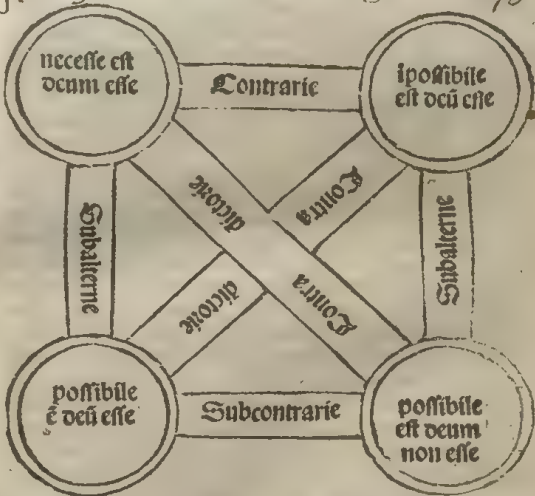 neceſſe eſt
deum eſſe
Contrarie
ipoſſibile
eſt deū eſſe
Contra
dictorie
Contra
dictorie
Subalterne
Subalterne
poſſibile
ē deū eſſe
Subcontrarie
poſſibile
eſt deum
non eſſe